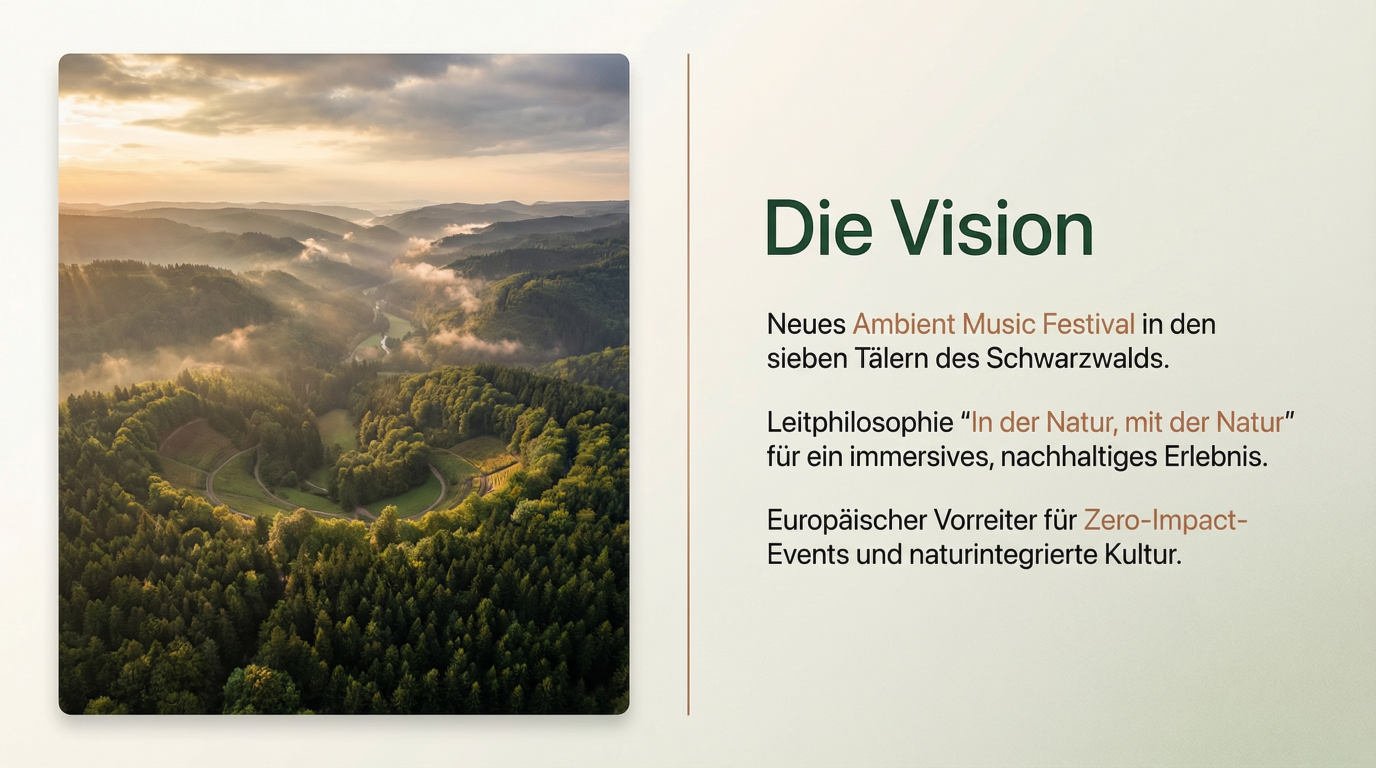 Die Vision
Neues Ambient Music Festival in den
sieben Tälern des Schwarzwalds.
Leitphilosophie “In der Natur, mit der Natur”
für ein immersives, nachhaltiges Erlebnis.
Europäischer Vorreiter für Zero-Impact-
Events und naturintegrierte Kultur.